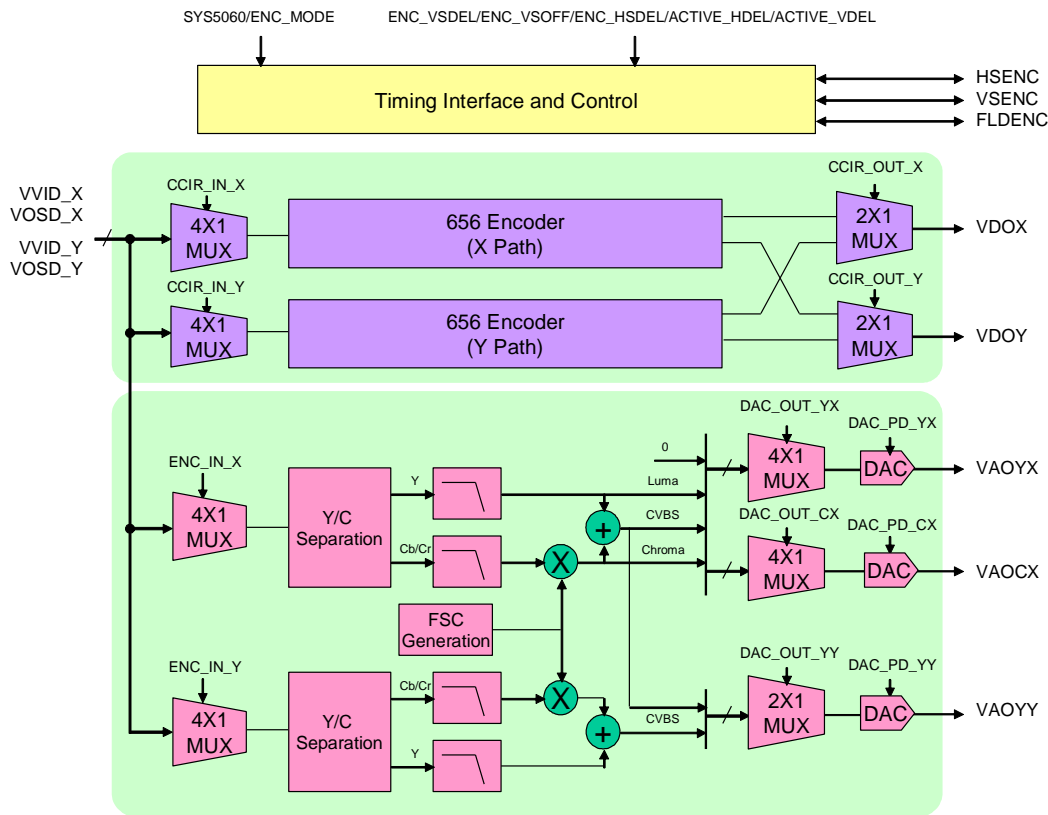 SYS5060/ENC_MODE
ENC_VSDEL/ENC_VSOFF/ENC_HSDEL/ACTIVE_HDEL/ACTIVE_VDEL
Timing Interface and Control
HSENC
VSENC
FLDENC
VVID_X
VOSD_X
VVID_Y
VOSD_Y
CCIR_IN_X
4X1
MUX
656 Encoder
(X Path)
CCIR_OUT_X
2X1
MUX
VDOX
CCIR_IN_Y
4X1
MUX
656 Encoder
(Y Path)
CCIR_OUT_Y
2X1
MUX
VDOY
ENC_IN_X
4X1
MUX
Y/C
Separation
Y
Cb/Cr
X
+
0
Luma
CVBS
Chroma
DAC_OUT_YX
4X1
MUX
DAC_PD_YX
DAC
VAOYX
DAC_OUT_CX
4X1
MUX
DAC_PD_CX
DAC
VAOCX
FSC
Generation
ENC_IN_Y
4X1
MUX
Y/C
Separation
Cb/Cr
Y
X
+
CVBS
DAC_OUT_YY
2X1
MUX
DAC_PD_YY
DAC
VAOYY